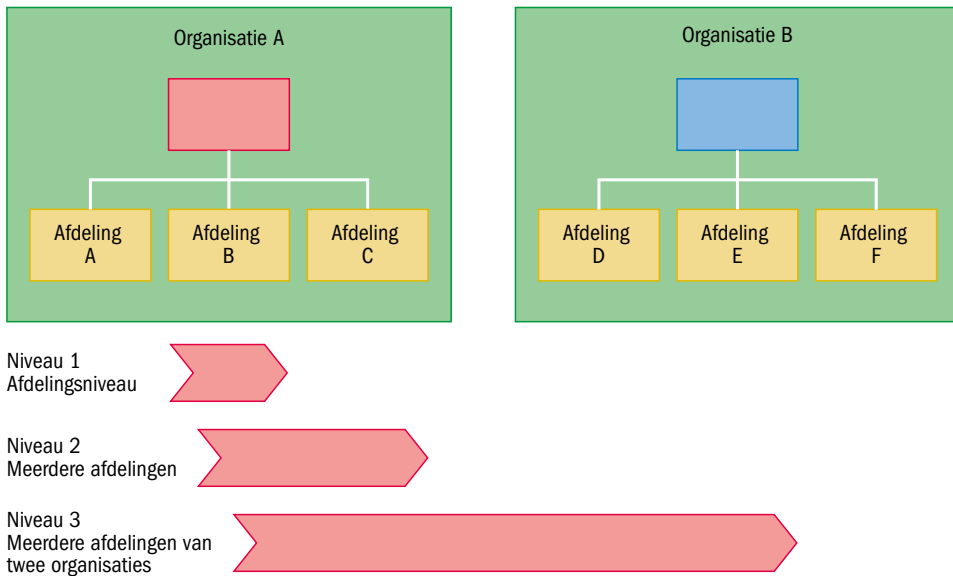 Organisatie A
Organisatie B
Afdeling
A
Afdeling
B
Afdeling
C
Afdeling
D
Afdeling
E
Afdeling
F
Niveau 1
Afdelingsniveau
Niveau 2
Meerdere afdelingen
Niveau 3
Meerdere afdelingen van
twee organisaties